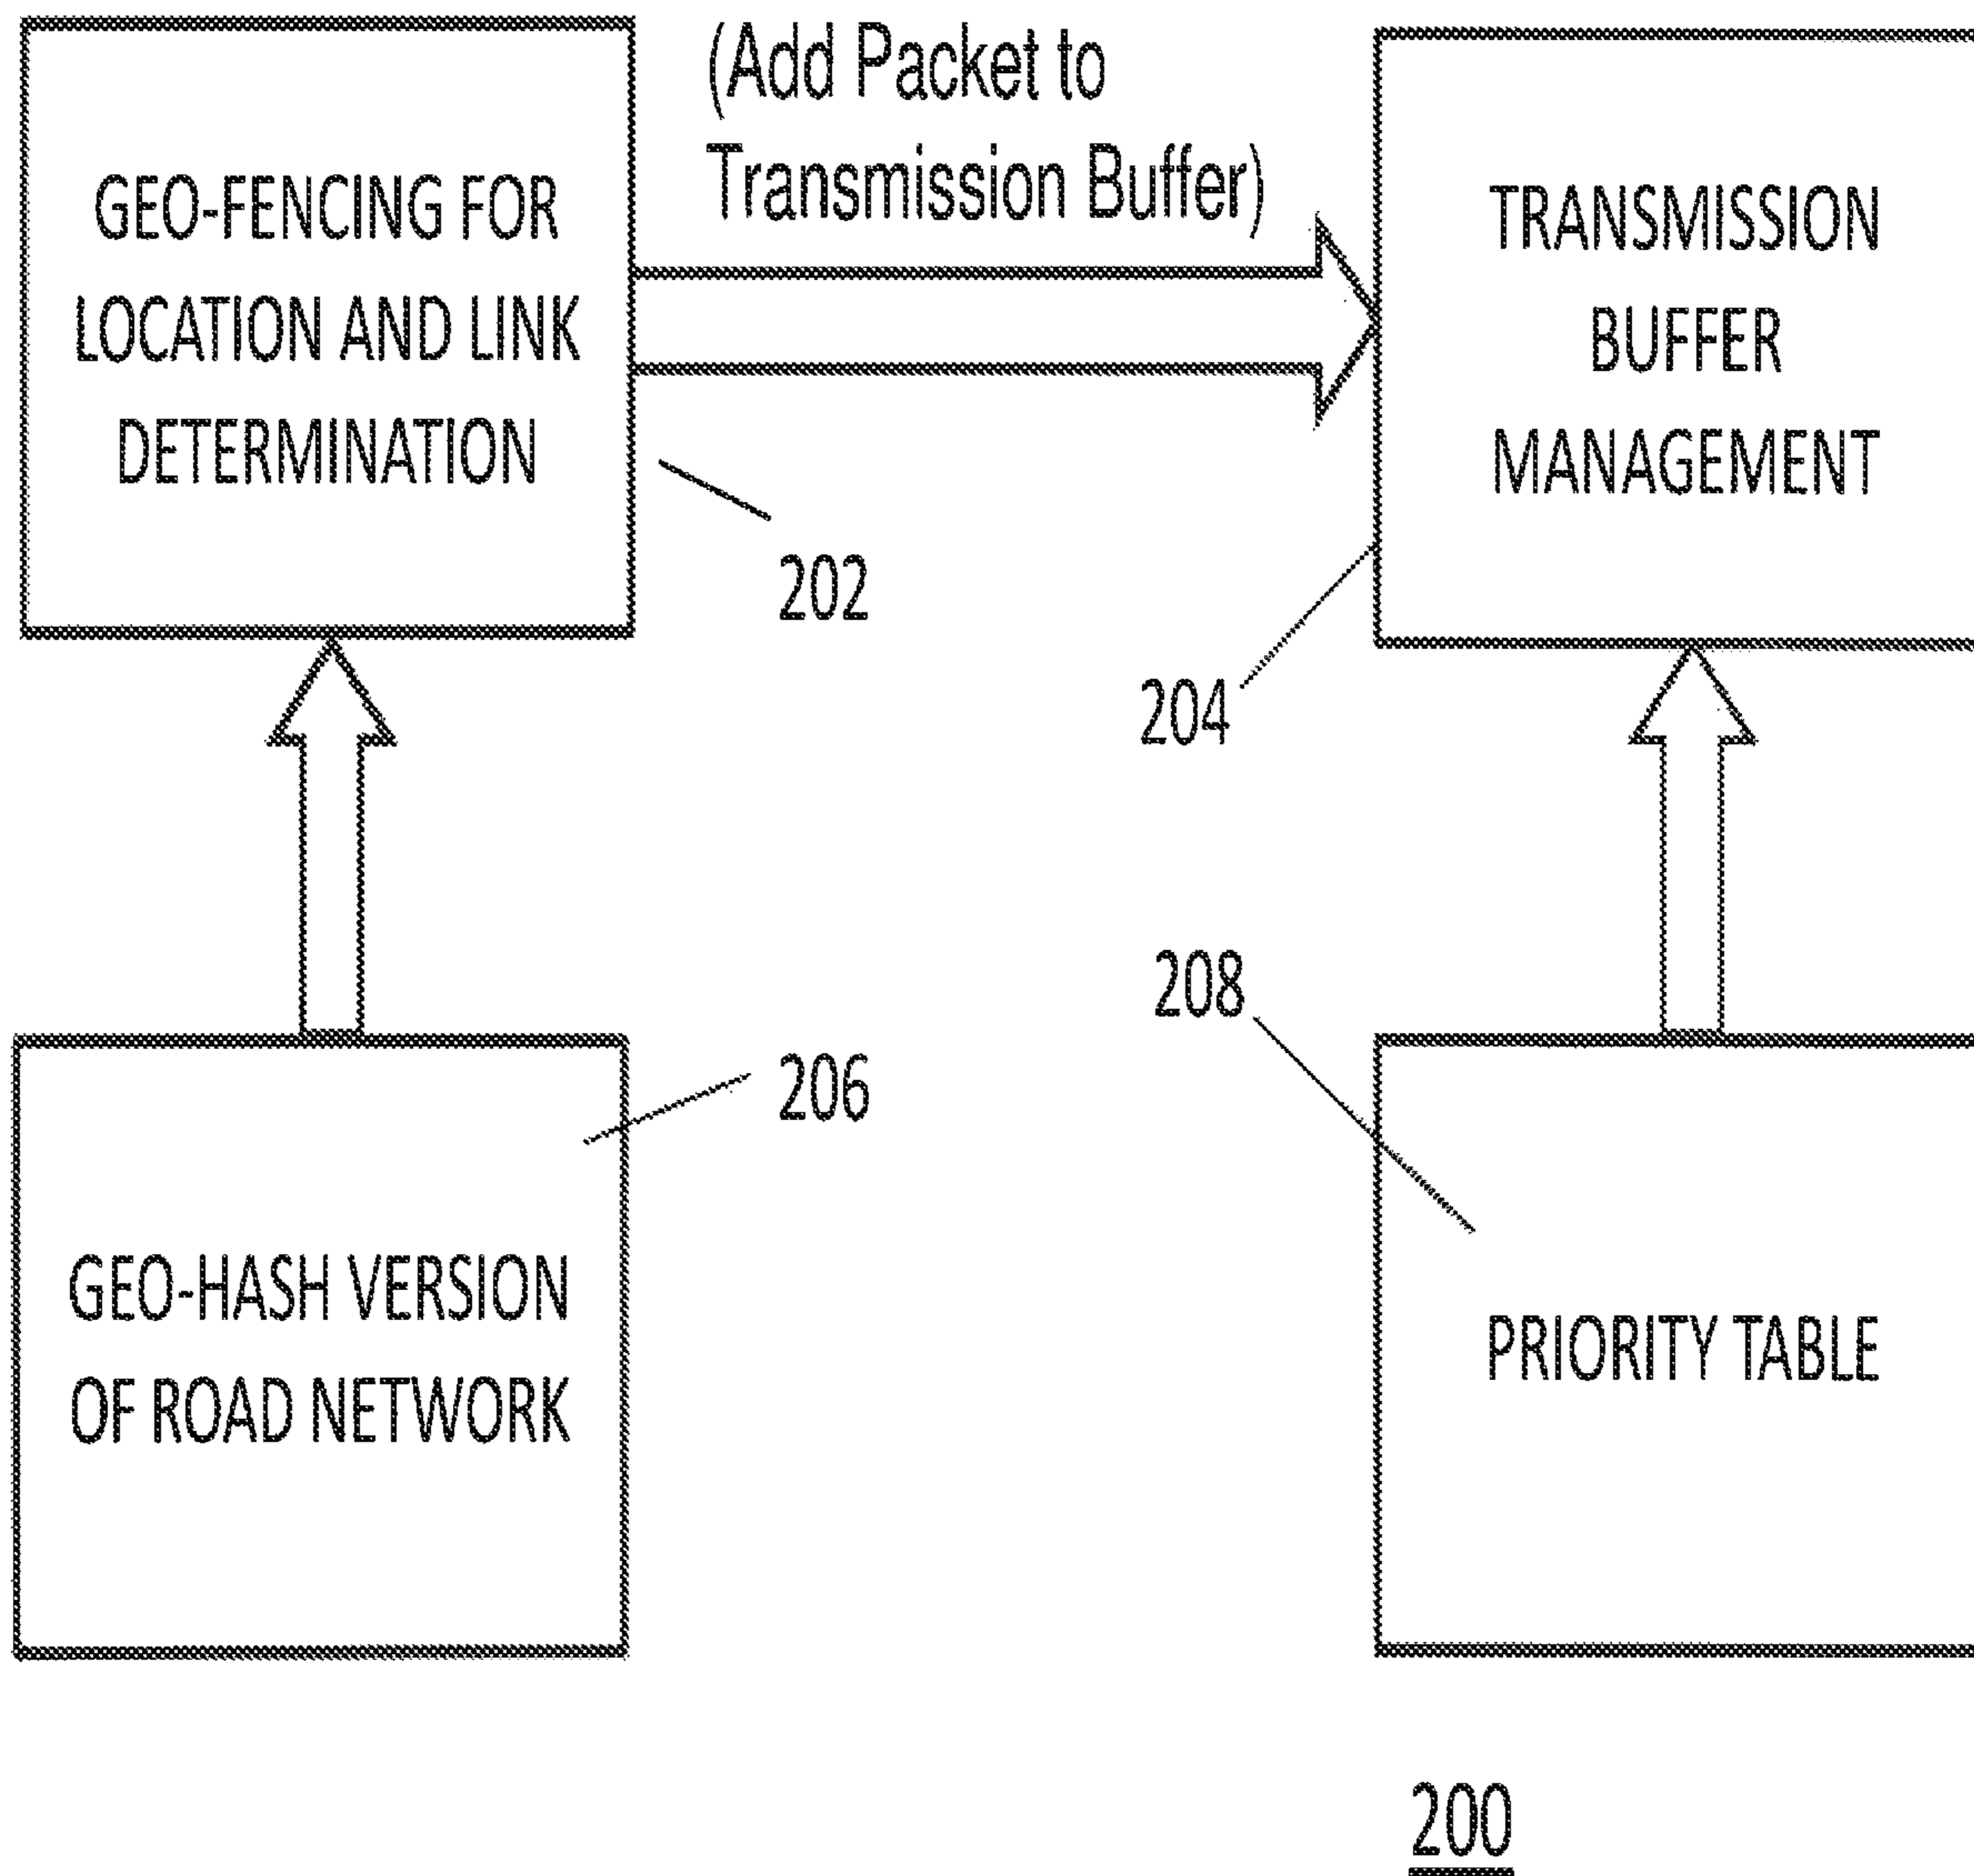 GEO-FENCING FOR
LOCATION AND LINK
DETERMINATION
(Add Packet to
Transmission Buffer)
TRANSMISSION
BUFFER
MANAGEMENT
202
204
208
206
GEO-HASH VERSION
OF ROAD NETWORK
PRIORITY TABLE
200